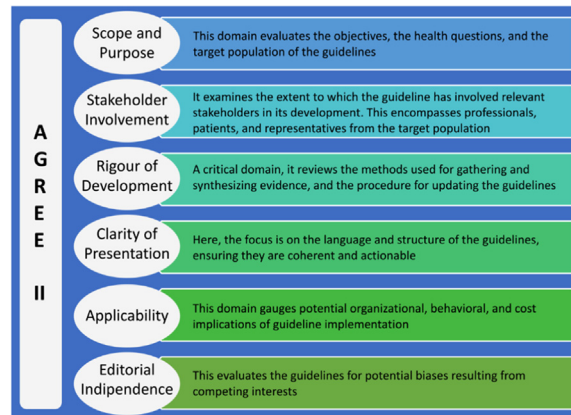 AGREE II
Scope and
Purpose
This domain evaluates the objectives, the health questions, and the
target population of the guidelines
Stakeholder
Involvement
It examines the extent to which the guideline has involved relevant
stakeholders in its development. This encompasses professionals,
patients, and representatives from the target population
Rigour of
Development
A critical domain, it reviews the methods used for gathering and
synthesizing evidence, and the procedure for updating the guidelines
Clarity of
Presentation
Here, the focus is on the language and structure of the guidelines,
ensuring they are coherent and actionable
Applicability
This domain gauges potential organizational, behavioral, and cost
implications of guideline implementation
Editorial
Indipendence
This evaluates the guidelines for potential biases resulting from
competing interests